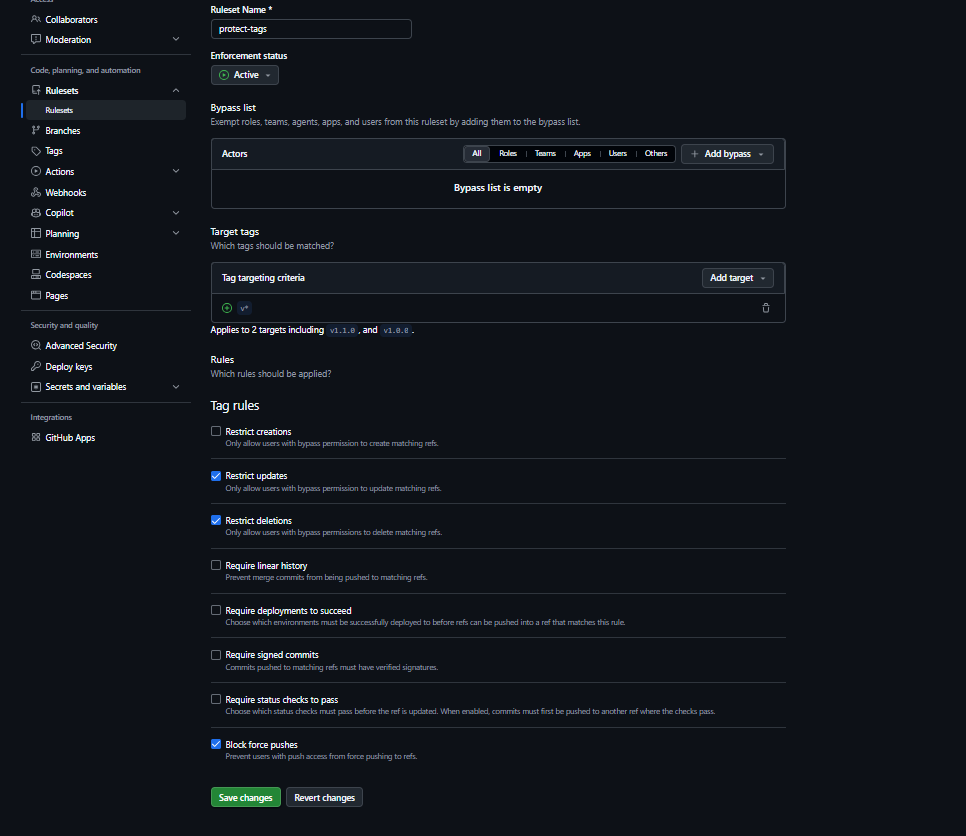 Ruleset Name *
Collaborators
protect-tags
Moderation
Enforcement status
Code, planning, and automation
Active
Rulesets
Rulesets
Bypass list
Exempt roles, teams, agents, apps, and users from this ruleset by adding them to the bypass list.
Branches
Tags
Actors
All
Roles
Teams
Apps
Users
Others
Add bypass
Actions
Webhooks
Bypass list is empty
Copilot
Planning
Target tags
Which tags should be matched?
Environments
Codespaces
Tag targeting criteria
Add target
Pages
v*
Security and quality
Applies to 2 targets including v1.1.0, and v1.0.0.
Advanced Security
Deploy keys
Rules
Which rules should be applied?
Secrets and variables
Integrations
GitHub Apps
Tag rules
Restrict creations
Only allow users with bypass permission to create matching refs.
Restrict updates
Only allow users with bypass permission to update matching refs.
Restrict deletions
Only allow users with bypass permissions to delete matching refs.
Require linear history
Prevent merge commits from being pushed to matching refs.
Require deployments to succeed
Choose which environments must be successfully deployed to before refs can be pushed into a ref that matches this rule.
Require signed commits
Commits pushed to matching refs must have verified signatures.
Require status checks to pass
Choose which status checks must pass before the ref is updated. When enabled, commits must first be pushed to another ref where the checks pass.
Block force pushes
Prevent users with push access from force pushing to refs.
Save changes
Revert changes